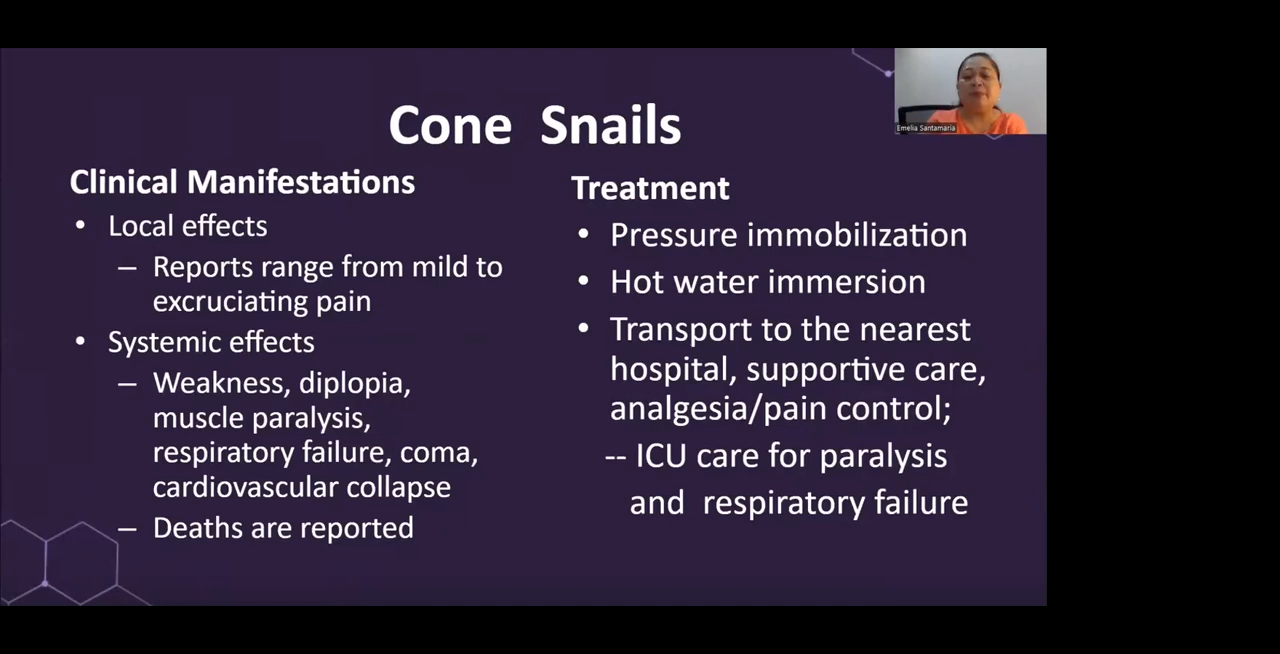 Cone Snails
Emelia Santamaria
Clinical Manifestations
• Local effects
– Reports range from mild to
excruciating pain
• Systemic effects
– Weakness, diplopia,
muscle paralysis,
respiratory failure, coma,
cardiovascular collapse
– Deaths are reported
Treatment
• Pressure immobilization
• Hot water immersion
• Transport to the nearest
hospital, supportive care,
analgesia/pain control;
-- ICU care for paralysis
and respiratory failure